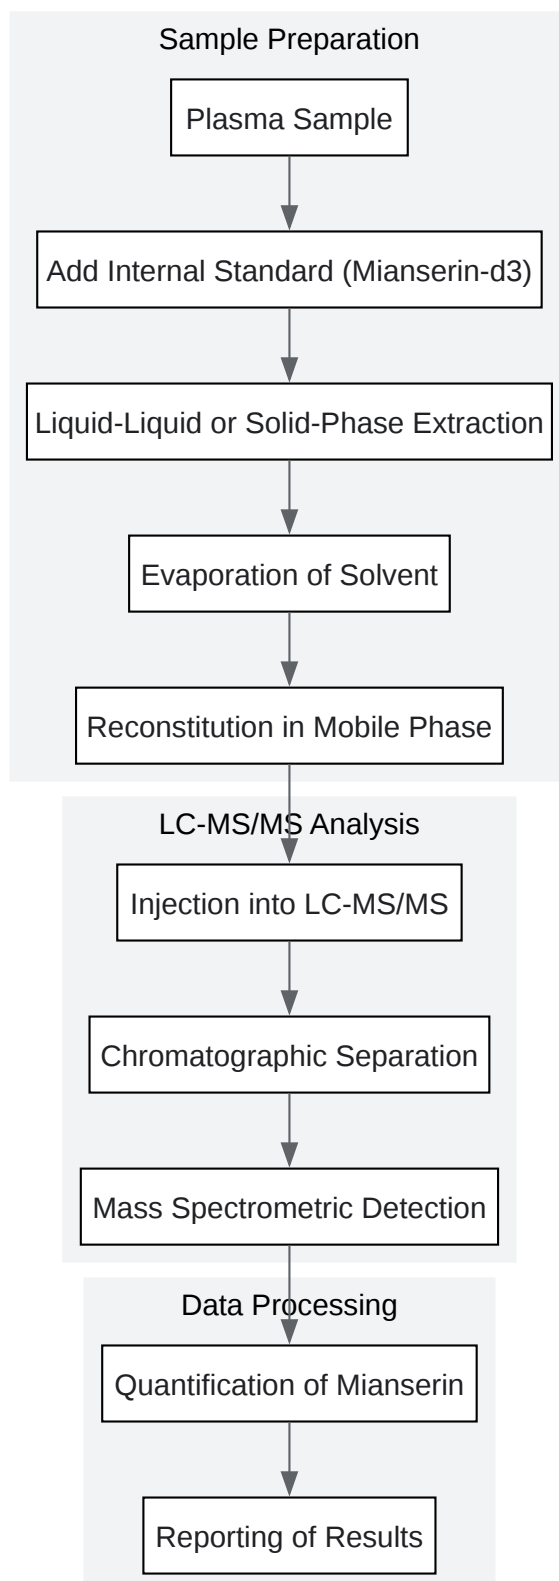 Sample Preparation
Plasma Sample
Add Internal Standard (Mianserin-d3)
Liquid-Liquid or Solid-Phase Extraction
Evaporation of Solvent
Reconstitution in Mobile Phase
LC-MS/MS Analysis
Injection into LC-MS/MS
Chromatographic Separation
Mass Spectrometric Detection
Data Processing
Quantification of Mianserin
Reporting of Results